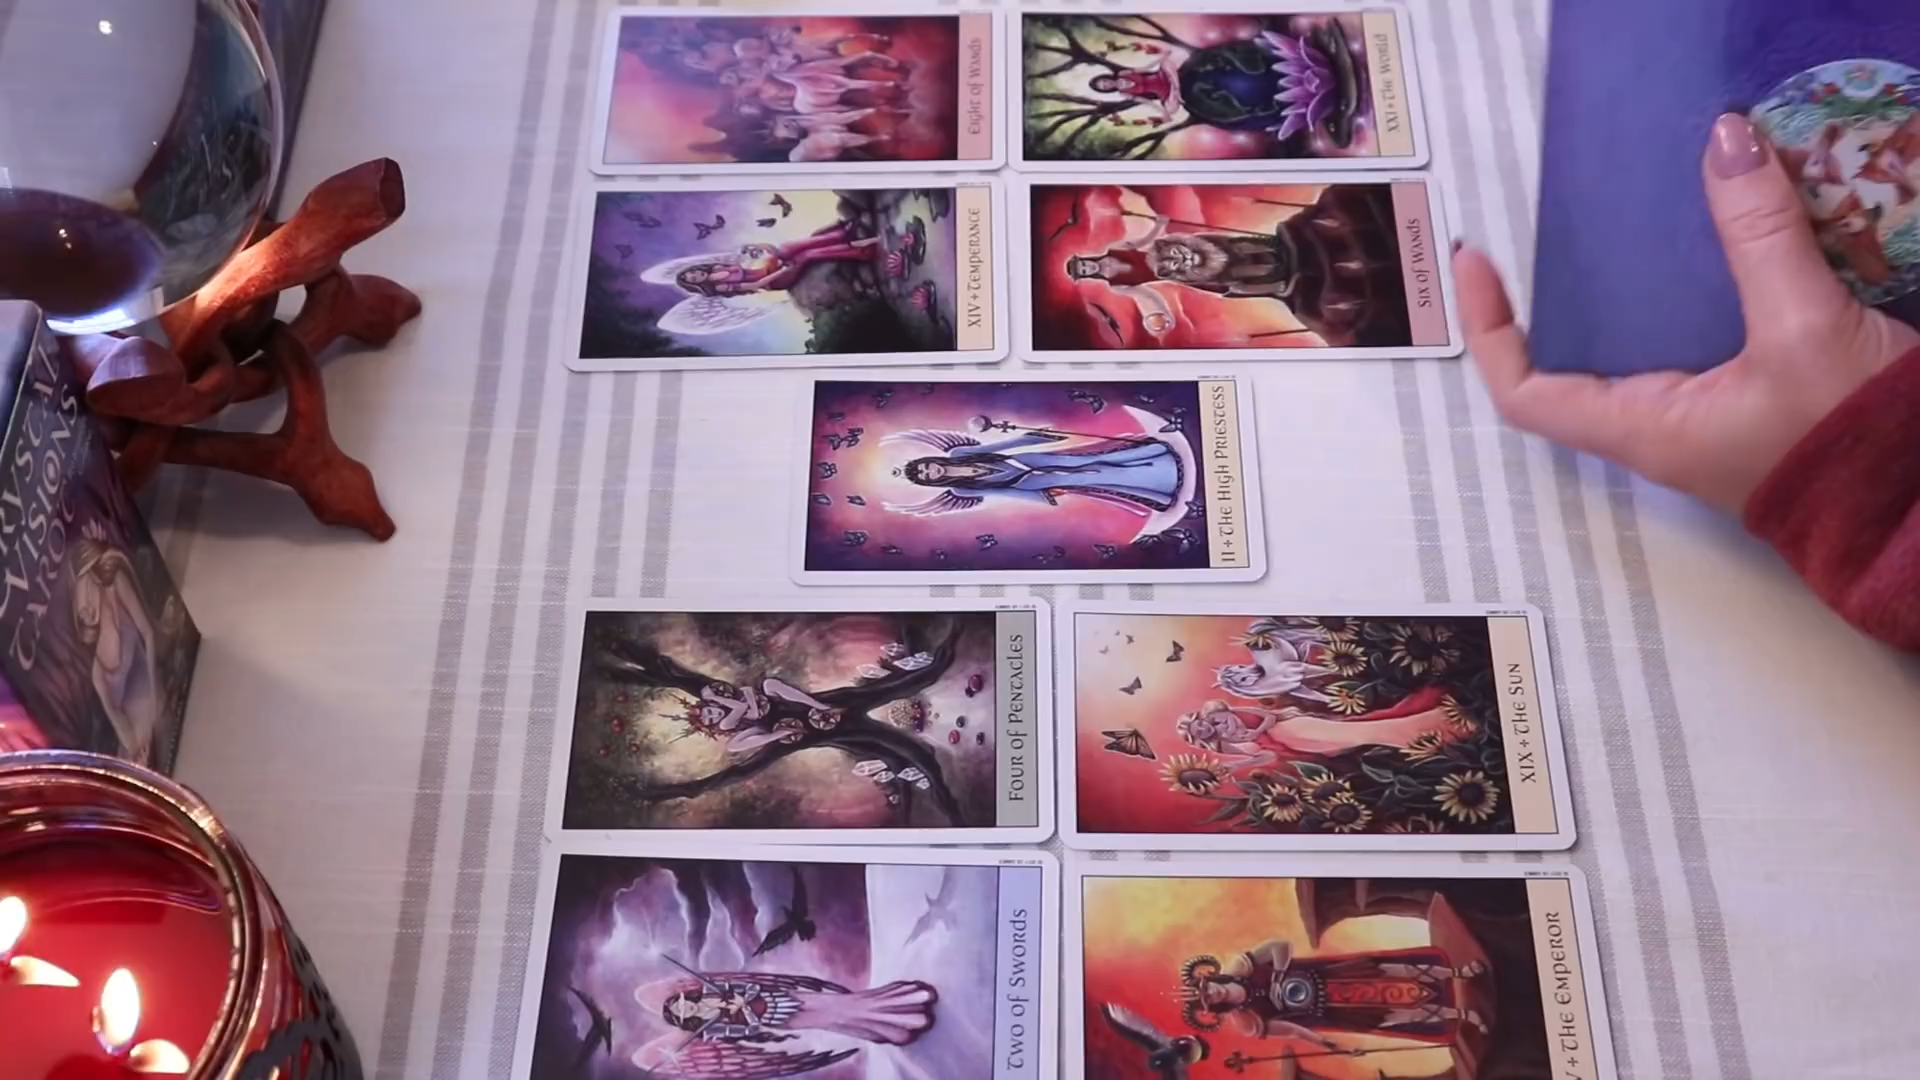 Eight of Wands
XXI + The World
XIV + Temperance
Six of Wands
II + The High Priestess
Four of Pentacles
XIX + The Sun
Two of Swords
V + The Emperor
Crystal
Visions
Tarot